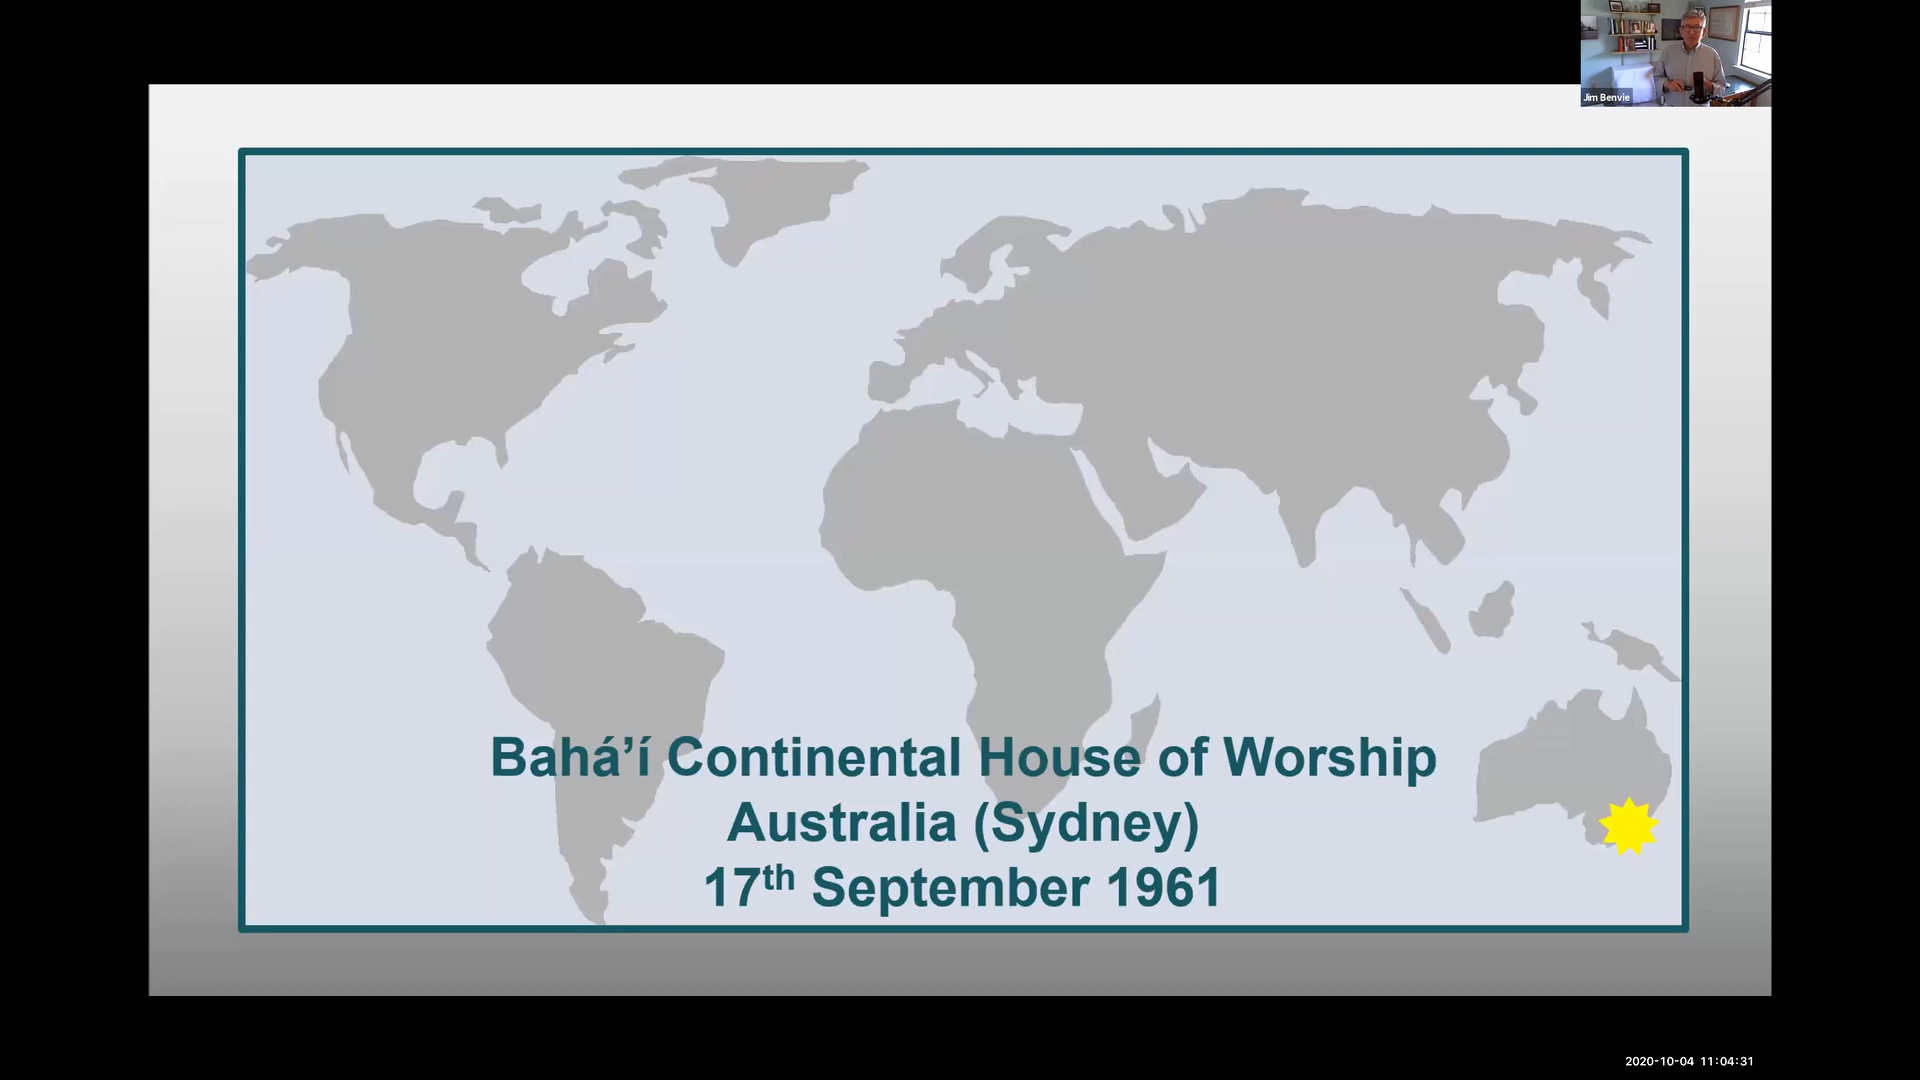 Jim Benvie
Bahá’í Continental House of Worship
Australia (Sydney)
17th September 1961
2020-10-04 11:04:31